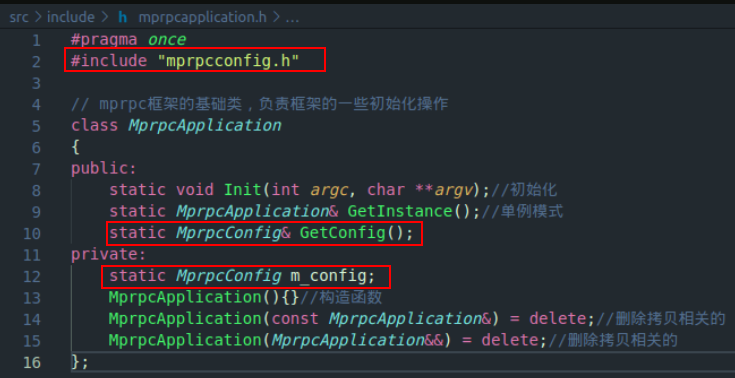 src > include > h mprpcapplication.h > ...
1 #pragma once
2 #include "mprpcconfig.h"
3
4 // mprpc框架的基础类，负责框架的一些初始化操作
5 class MprpcApplication
6 {
7 public:
8 static void Init(int argc, char **argv);//初始化
9 static MprpcApplication& GetInstance();//单例模式
10 static MprpcConfig& GetConfig();
11 private:
12 static MprpcConfig m_config;
13 MprpcApplication(){}//构造函数
14 MprpcApplication(const MprpcApplication&) = delete;//删除拷贝相关的
15 MprpcApplication(MprpcApplication&&) = delete;//删除拷贝相关的
16 };